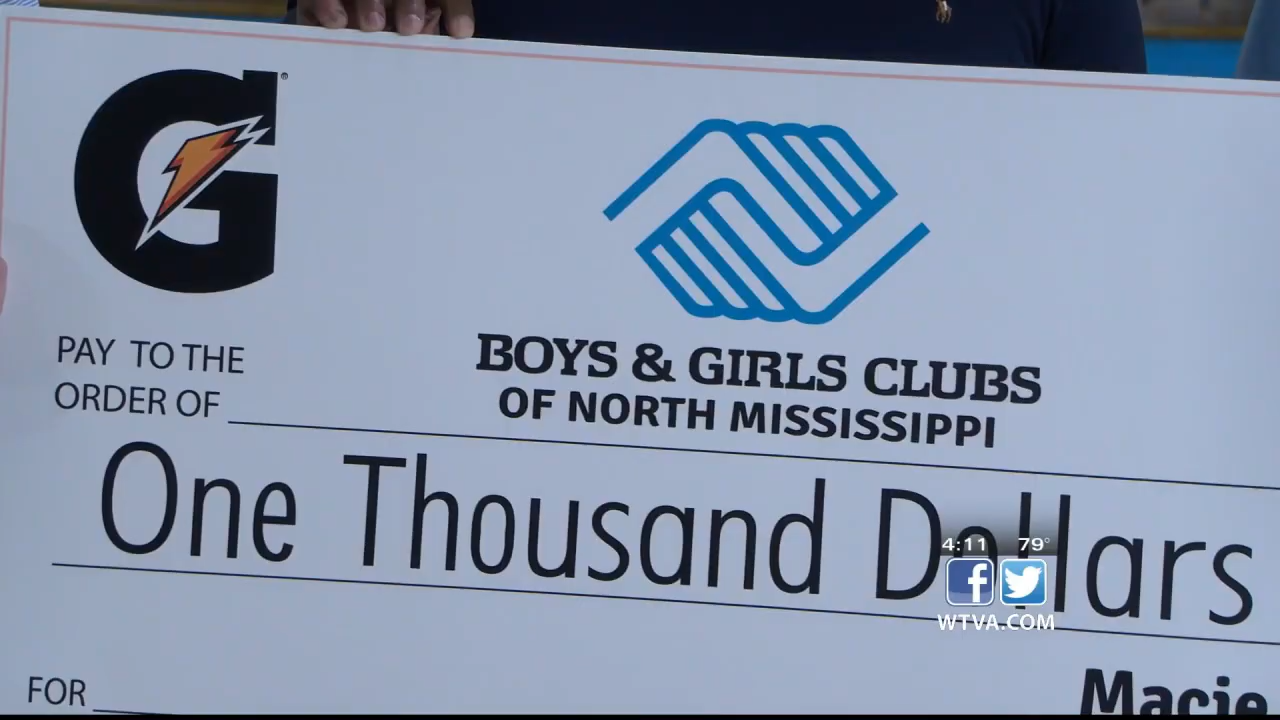 G
BOYS & GIRLS CLUBS
OF NORTH MISSISSIPPI
PAY TO THE
ORDER OF
One Thousand Dollars
4:11 79°
WTVA.COM
FOR
Macie